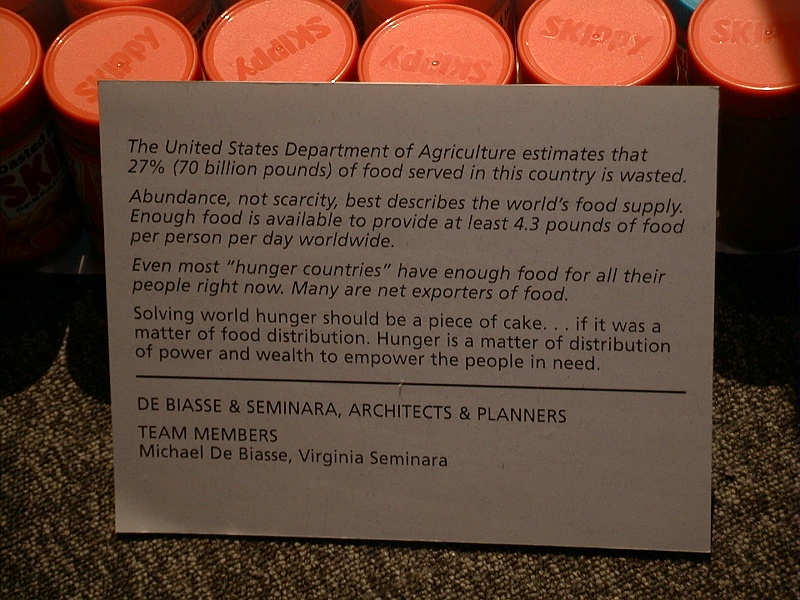 SKIPPY
SKIPPY
SKIPPY
SKIPPY
SKIPPY
The United States Department of Agriculture estimates that
27% (70 billion pounds) of food served in this country is wasted.
Abundance, not scarcity, best describes the world's food supply.
Enough food is available to provide at least 4.3 pounds of food
per person per day worldwide.
Even most "hunger countries" have enough food for all their
people right now. Many are net exporters of food.
Solving world hunger should be a piece of cake. . . if it was a
matter of food distribution. Hunger is a matter of distribution
of power and wealth to empower the people in need.
DE BIASSE & SEMINARA, ARCHITECTS & PLANNERS
TEAM MEMBERS
Michael De Biasse, Virginia Seminara